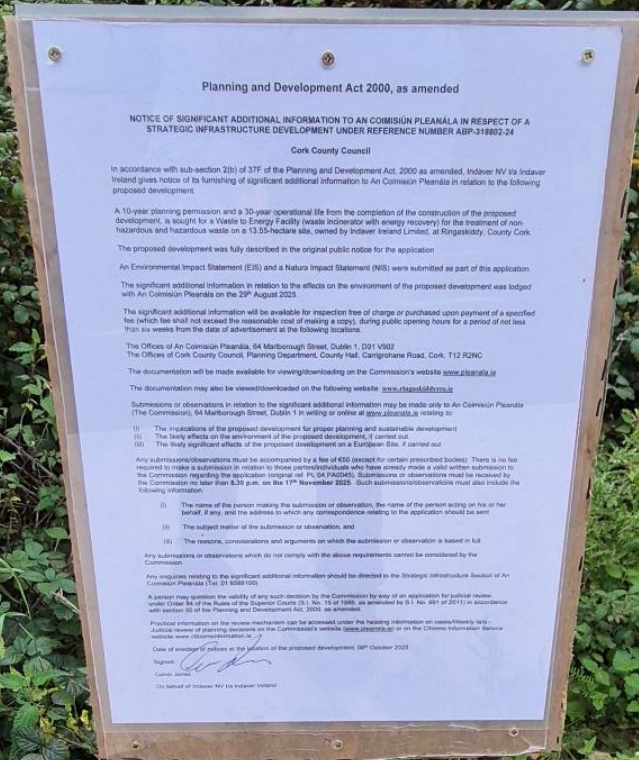 Planning and Development Act 2000, as amended
NOTICE OF SIGNIFICANT ADDITIONAL INFORMATION TO AN COIMISIÚN PLEANÁLA IN RESPECT OF A
STRATEGIC INFRASTRUCTURE DEVELOPMENT UNDER REFERENCE NUMBER ABP-318802-24
Cork County Council
In accordance with sub-section 2(b) of 37F of the Planning and Development Act, 2000 as amended, Indaver NV t/a Indaver
Ireland gives notice of its furnishing of significant additional information to An Coimisiún Pleanála in relation to the following
proposed development
A 10-year planning permission and a 30-year operational life from the completion of the construction of the proposed
development, is sought for a Waste to Energy Facility (waste incinerator with energy recovery) for the treatment of non-
hazardous and hazardous waste on a 13.55-hectare site, owned by Indaver Ireland Limited, at Ringaskiddy, County Cork
The proposed development was fully described in the original public notice for the application
An Environmental Impact Statement (EIS) and a Natura Impact Statement (NIS) were submitted as part of this application
The significant additional information in relation to the effects on the environment of the proposed development was lodged
with An Coimisiún Pleanála on the 29th August 2025.
The significant additional information will be available for inspection free of charge or purchased upon payment of a specified
fee (which fee shall not exceed the reasonable cost of making a copy), during public opening hours for a period of not less
than six weeks from the date of advertisement at the following locations.
The Offices of An Coimisiún Pleanála, 64 Marlborough Street, Dublin 1, D01 V902
The Offices of Cork County Council, Planning Department, County Hall, Carrigrohane Road, Cork, T12 R2NC
The documentation will be made available for viewing/downloading on the Commission's website www.pleanala.ie
The documentation may also be viewed/downloaded on the following website:
Submissions or observations in relation to the significant additional information may be made only to An Coimisiún Pleanála
(The Commission), 64 Marlborough Street, Dublin 1 in writing or online at www.pleanala.ie relating to:
(i) The implications of the proposed development for proper planning and sustainable development
(ii) The likely effects on the environment of the proposed development, if carried out
(iii) The likely significant effects of the proposed development on a European Site, if carried out
Any submissions/observations must be accompanied by a fee of €50 (except for certain prescribed bodies). There is no fee
required to make a submission in relation to those parties/individuals who have already made a valid written submission to
the Commission regarding the application (original ref. PL 04.PA0045). Submissions or observations must be received by
the Commission no later than 5.30 p.m. on the 17th November 2025. Such submissions/observations must also include the
following information:
(i) The name of the person making the submission or observation, the name of the person acting on his or her
behalf, if any, and the address to which any correspondence relating to the application should be sent
(ii) The subject matter of the submission or observation, and
(iii) The reasons, considerations and arguments on which the submission or observation is based in full
Any submissions or observations which do not comply with the above requirements cannot be considered by the
Commission
Any enquiries relating to the significant additional information should be directed to the Strategic Infrastructure Section of An
Coimisiún Pleanála (Tel. 01 8588100)
A person may question the validity of any such decision by the Commission by way of an application for judicial review,
under Order 84 of the Rules of the Superior Courts (S.I. No. 15 of 1986, as amended by S.I. No. 691 of 2011) in accordance
with section 50 of the Planning and Development Act, 2000, as amended.
Practical information on the review mechanism can be accessed under the heading information on cases/Weekly lists -
Judicial review of planning decisions on the Commission's website (www.pleanala.ie) or on the Citizens Information Service
website www.citizensinformation.ie
Date of erection of notices at the location of the proposed development: 08th October 2025
Signed:
Jones
On behalf of Indaver NV t/a Indaver Ireland